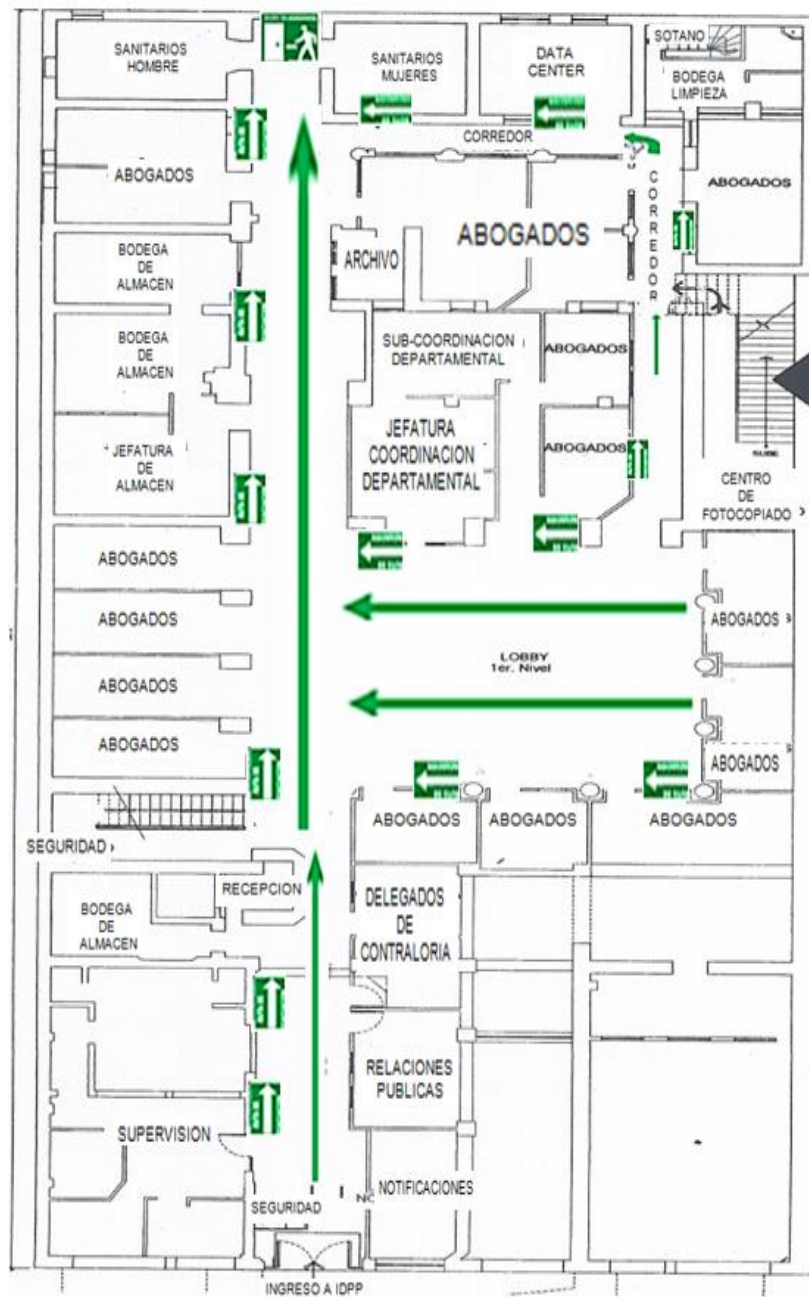 SANITARIOS
HOMBRE
SANITARIOS
MUJERES
DATA
CENTER
SOTANO
BODEGA
LIMPIEZA
CORREDOR
ABOGADOS
ABOGADOS
CORREDOR
ABOGADOS
BODEGA
DE
ALMACEN
ARCHIVO
BODEGA
DE
ALMACEN
SUB-COORDINACION
DEPARTAMENTAL
ABOGADOS
JEFATURA
COORDINACION
DEPARTAMENTAL
ABOGADOS
JEFATURA
DE
ALMACEN
SUBE
CENTRO
DE
FOTOCOPIADO
ABOGADOS
ABOGADOS
ABOGADOS
ABOGADOS
ABOGADOS
LOBBY
1er. Nivel
ABOGADOS
ABOGADOS
ABOGADOS
ABOGADOS
SEGURIDAD
RECEPCION
BODEGA
DE
ALMACEN
DELEGADOS
DE
CONTRALORIA
RELACIONES
PUBLICAS
SUPERVISION
NOTIFICACIONES
SEGURIDAD
INGRESO A IDPP